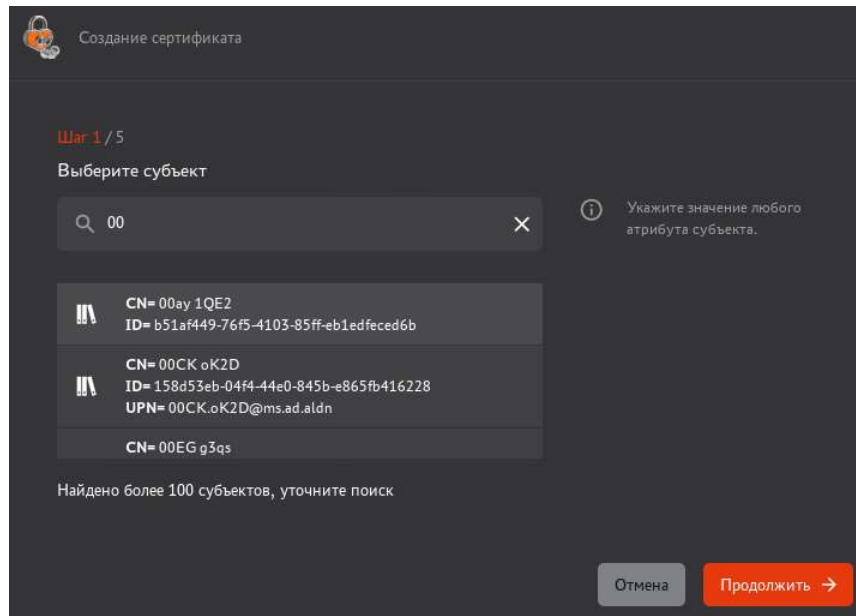 Создание сертификата
Шаг 1 / 5
Выберите субъект
00
Укажите значение любого
атрибута субъекта.
CN= 00ay 1QE2
ID= b51af449-76f5-4103-85ff-eb1edfeced6b
CN= 00CK oK2D
ID= 158d53eb-04f4-44e0-845b-e865fb416228
UPN= 00CK.oK2D@ms.ad.aldn
CN= 00EG g3qs
Найдено более 100 субъектов, уточните поиск
Отмена
Продолжить →